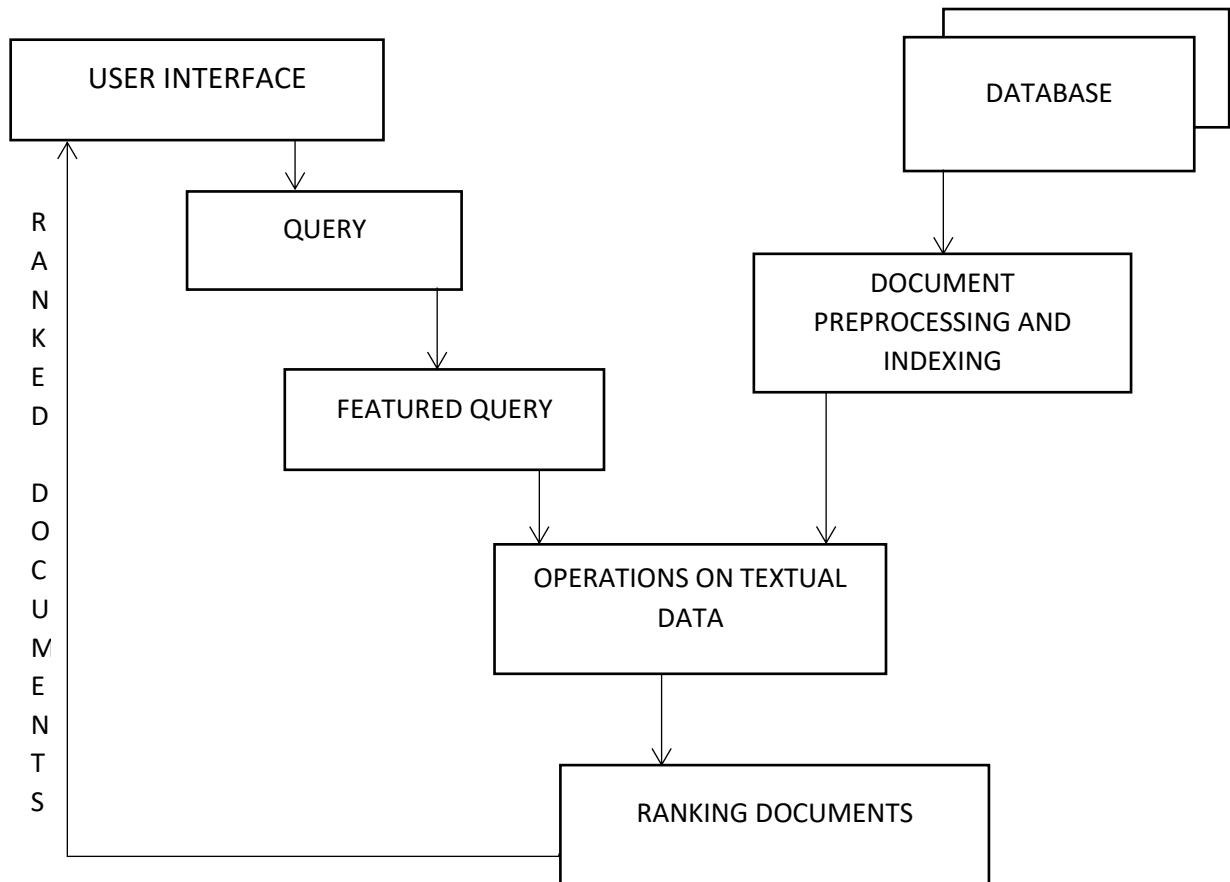 USER INTERFACE
DATABASE
QUERY
DOCUMENT
PREPROCESSING AND
INDEXING
FEATURED QUERY
OPERATIONS ON TEXTUAL
DATA
RANKING DOCUMENTS
R
A
N
K
E
D
D
O
C
U
M
E
N
T
S